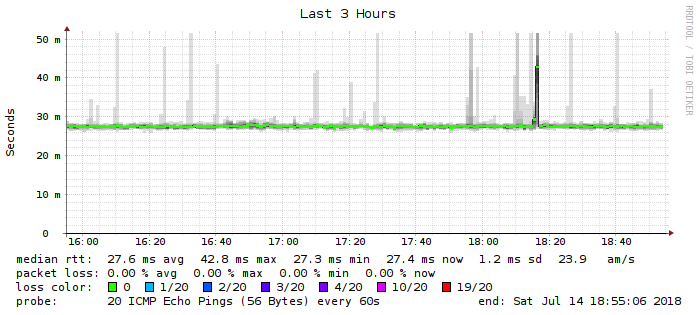 Last 3 Hours
RRDTOOL / TOBI OETIKER
Seconds
50 m
40 m
30 m
20 m
10 m
0
16:00 16:20 16:40 17:00 17:20 17:40 18:00 18:20 18:40
median rtt: 27.6 ms avg 42.8 ms max 27.3 ms min 27.4 ms now 1.2 ms sd 23.9 am/s
packet loss: 0.00 % avg 0.00 % max 0.00 % min 0.00 % now
loss color: 0 1/20 2/20 3/20 4/20 10/20 19/20
probe: 20 ICMP Echo Pings (56 Bytes) every 60s end: Sat Jul 14 18:55:06 2018